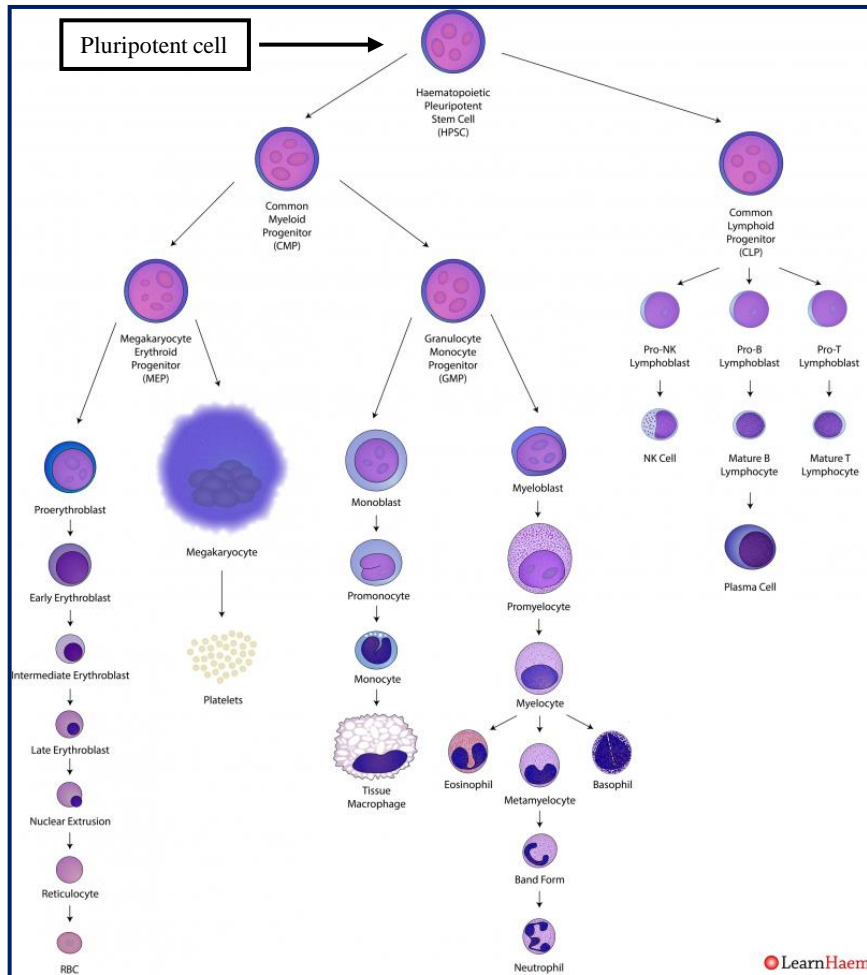 Pluripotent cell
Haematopoietic
Pleuripotent
Stem Cell
(HPSC)
Common
Myeloid
Progenitor
(CMP)
Common
Lymphoid
Progenitor
(CLP)
Megakaryocyte
Erythroid
Progenitor
(MEP)
Granulocyte
Monocyte
Progenitor
(GMP)
Pro-NK
Lymphoblast
Pro-B
Lymphoblast
Pro-T
Lymphoblast
NK Cell
Mature B
Lymphocyte
Mature T
Lymphocyte
Plasma Cell
Proerythroblast
Early Erythroblast
Intermediate Erythroblast
Late Erythroblast
Nuclear Extrusion
Reticulocyte
RBC
Megakaryocyte
Platelets
Monoblast
Promonocyte
Monocyte
Tissue
Macrophage
Myeloblast
Promyelocyte
Myelocyte
Eosinophil
Metamyelocyte
Basophil
Band Form
Neutrophil
LearnHaem